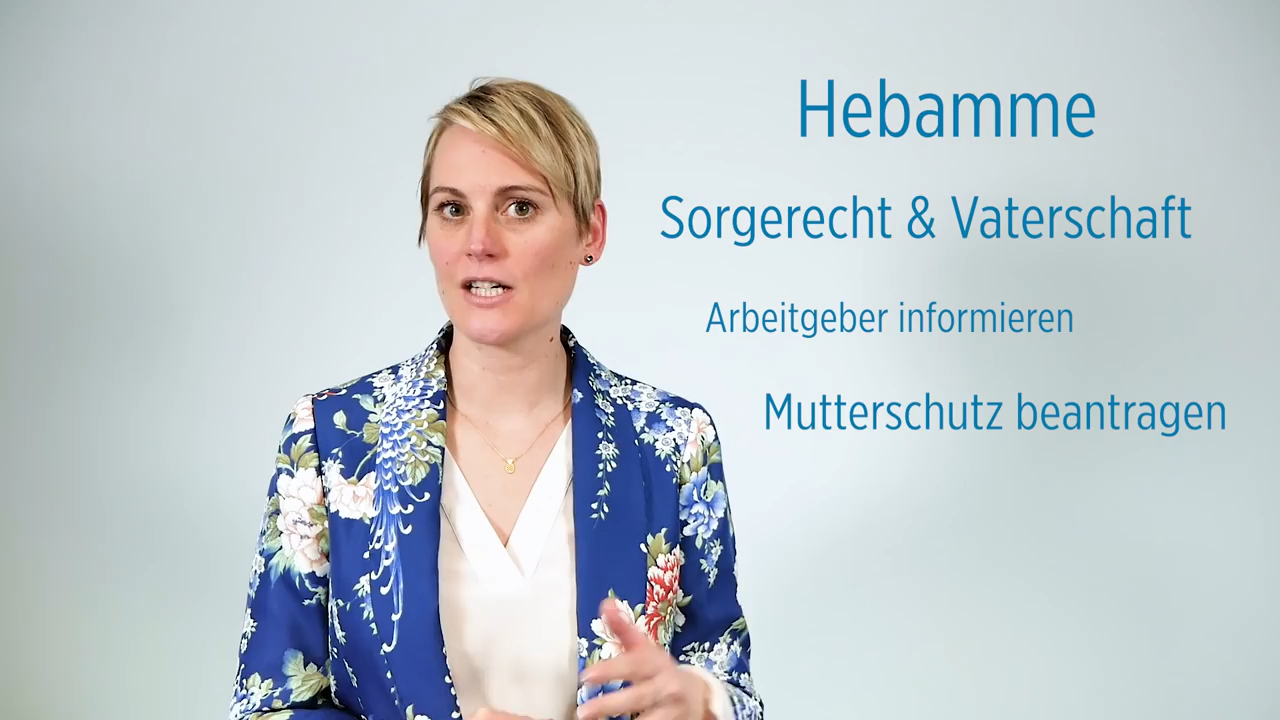 Hebamme
Sorgerecht & Vaterschaft
Arbeitgeber informieren
Mutterschutz beantragen